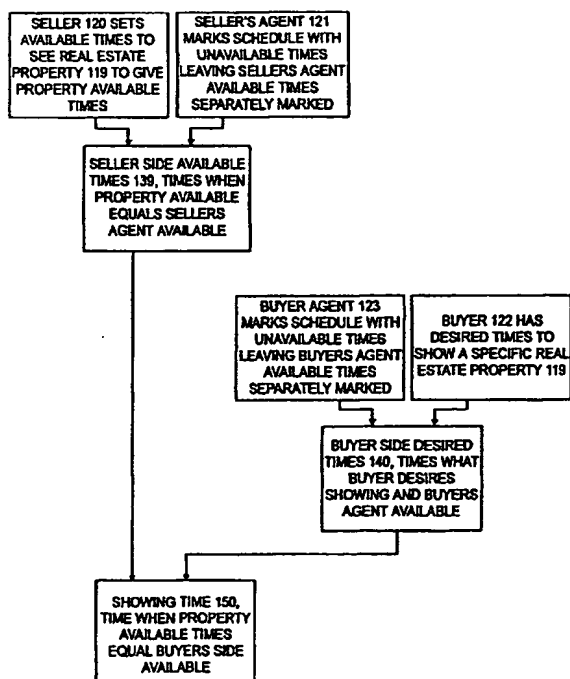 SELLER 120 SETS
AVAILABLE TIMES TO
SEE REAL ESTATE
PROPERTY 119 TO GIVE
PROPERTY AVAILABLE
TIMES
SELLER'S AGENT 121
MARKS SCHEDULE WITH
UNAVAILABLE TIMES
LEAVING SELLERS AGENT
AVAILABLE TIMES
SEPARATELY MARKED
SELLER SIDE AVAILABLE
TIMES 139, TIMES WHEN
PROPERTY AVAILABLE
EQUALS SELLERS
AGENT AVAILABLE
BUYER AGENT 123
MARKS SCHEDULE WITH
UNAVAILABLE TIMES
LEAVING BUYERS AGENT
AVAILABLE TIMES
SEPARATELY MARKED
BUYER 122 HAS
DESIRED TIMES TO
SHOW A SPECIFIC REAL
ESTATE PROPERTY 119
BUYER SIDE DESIRED
TIMES 140, TIMES WHAT
BUYER DESIRES
SHOWING AND BUYERS
AGENT AVAILABLE
SHOWING TIME 150,
TIME WHEN PROPERTY
AVAILABLE TIMES
EQUAL BUYERS SIDE
AVAILABLE